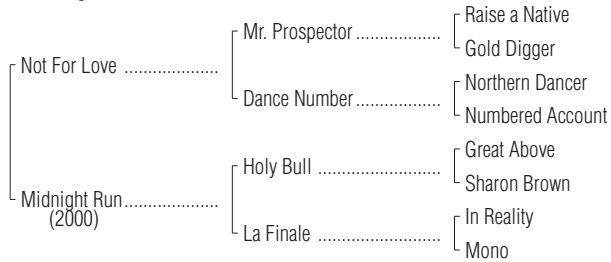 Raise a Native
Mr. Prospector ..................
Gold Digger
Not For Love ....................
Northern Dancer
Dance Number ..................
Numbered Account
Great Above
Holy Bull ..........................
Sharon Brown
Midnight Run....................
(2000)
In Reality
La Finale ..........................
Mono